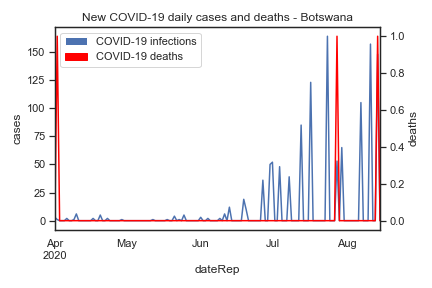 New COVID-19 daily cases and deaths - Botswana
COVID-19 infections
COVID-19 deaths
150
125
100
75
50
25
0
cases
1.0
0.8
0.6
0.4
0.2
0.0
deaths
Apr May Jun Jul Aug
2020
dateRep